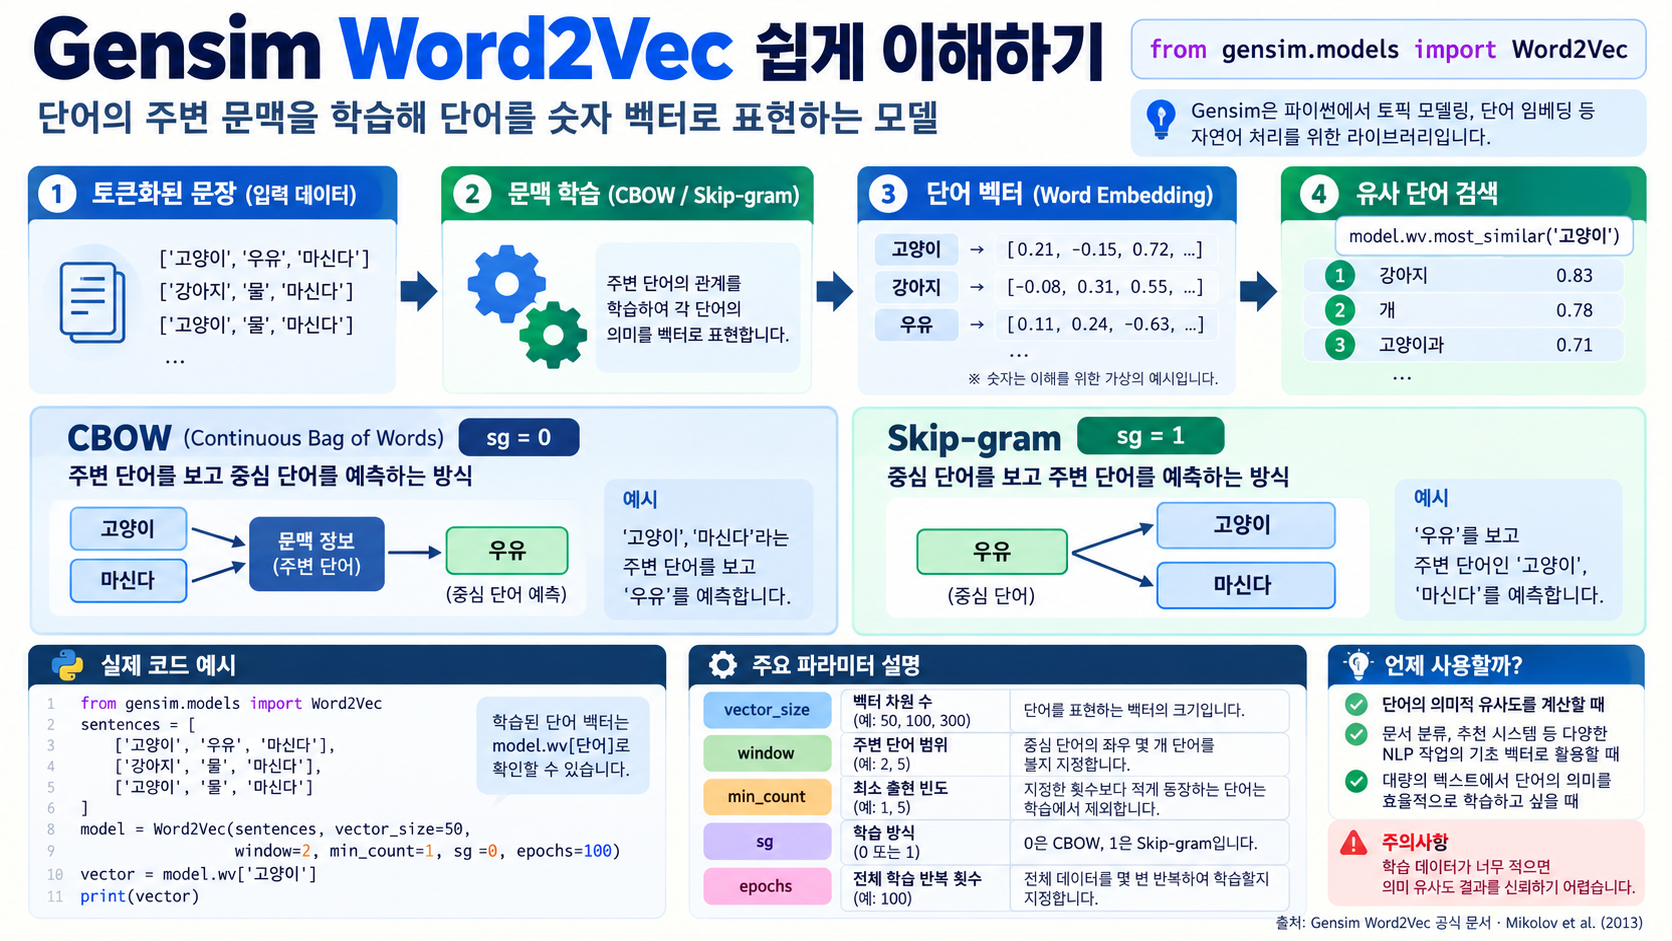 Gensim Word2Vec 쉽게 이해하기
단어의 주변 문맥을 학습해 단어를 숫자 벡터로 표현하는 모델
from gensim.models import Word2Vec
Gensim은 파이썬에서 토픽 모델링, 단어 임베딩 등
자연어 처리를 위한 라이브러리입니다.
1 토큰화된 문장 (입력 데이터)
['고양이', '우유', '마신다']
['강아지', '물', '마신다']
['고양이', '물', '마신다']
...
2 문맥 학습 (CBOW / Skip-gram)
주변 단어의 관계를
학습하여 각 단어의
의미를 벡터로 표현합니다.
3 단어 벡터 (Word Embedding)
고양이 → [0.21, -0.15, 0.72, ...]
강아지 → [-0.08, 0.31, 0.55, ...]
우유 → [0.11, 0.24, -0.63, ...]
...
※ 숫자는 이해를 위한 가상의 예시입니다.
4 유사 단어 검색
model.wv.most_similar('고양이')
1 강아지 0.83
2 개 0.78
3 고양이과 0.71
...
CBOW (Continuous Bag of Words) sg = 0
주변 단어를 보고 중심 단어를 예측하는 방식
고양이
마신다
문맥 정보
(주변 단어)
우유
(중심 단어 예측)
예시
'고양이', '마신다'라는
주변 단어를 보고
'우유'를 예측합니다.
Skip-gram sg = 1
중심 단어를 보고 주변 단어를 예축하는 방식
우유
(중심 단어)
고양이
마신다
예시
'우유'를 보고
주변 단어인 '고양이',
'마신다'를 예측합니다.
실제 코드 예시
1 from gensim.models import Word2Vec
2 sentences = [
3 ['고양이', '우유', '마신다'],
4 ['강아지', '물', '마신다'],
5 ['고양이', '물', '마신다']
6 ]
8 model = Word2Vec(sentences, vector_size=50,
9 window=2, min_count=1, sg =0, epochs=100)
10 vector = model.wv['고양이']
11 print(vector)
학습된 단어 벡터는
model.wv[단어]로
확인할 수 있습니다.
주요 파라미터 설명
vector_size
벡터 차원 수
(예: 50, 100, 300)
단어를 표현하는 벡터의 크기입니다.
window
주변 단어 범위
(예: 2, 5)
중심 단어의 좌우 몇 개 단어를
볼지 지정합니다.
min_count
최소 출현 빈도
(예: 1, 5)
지정한 횟수보다 적게 동장하는 단어는
학습에서 제외합니다.
sg
학습 방식
(0 또는 1)
0은 CBOW, 1은 Skip-gram입니다.
epochs
전체 학습 반복 횟수
(예: 100)
전체 데이터를 몇 변 반복하여 학습할지
지정합니다.
언제 사용할까?
단어의 의미적 유사도를 계산할 때
문서 분류, 추천 시스템 등 다양한
NLP 작업의 기초 벡터로 활용할 때
대량의 텍스트에서 단어의 의미를
효율적으로 학습하고 싶을 때
주의사항
학습 데이터가 너무 적으면
의미 유사도 결과를 신뢰하기 어렵습니다.
출처: Gensim Word2Vec 공식 문서 · Mikolov et al. (2013)